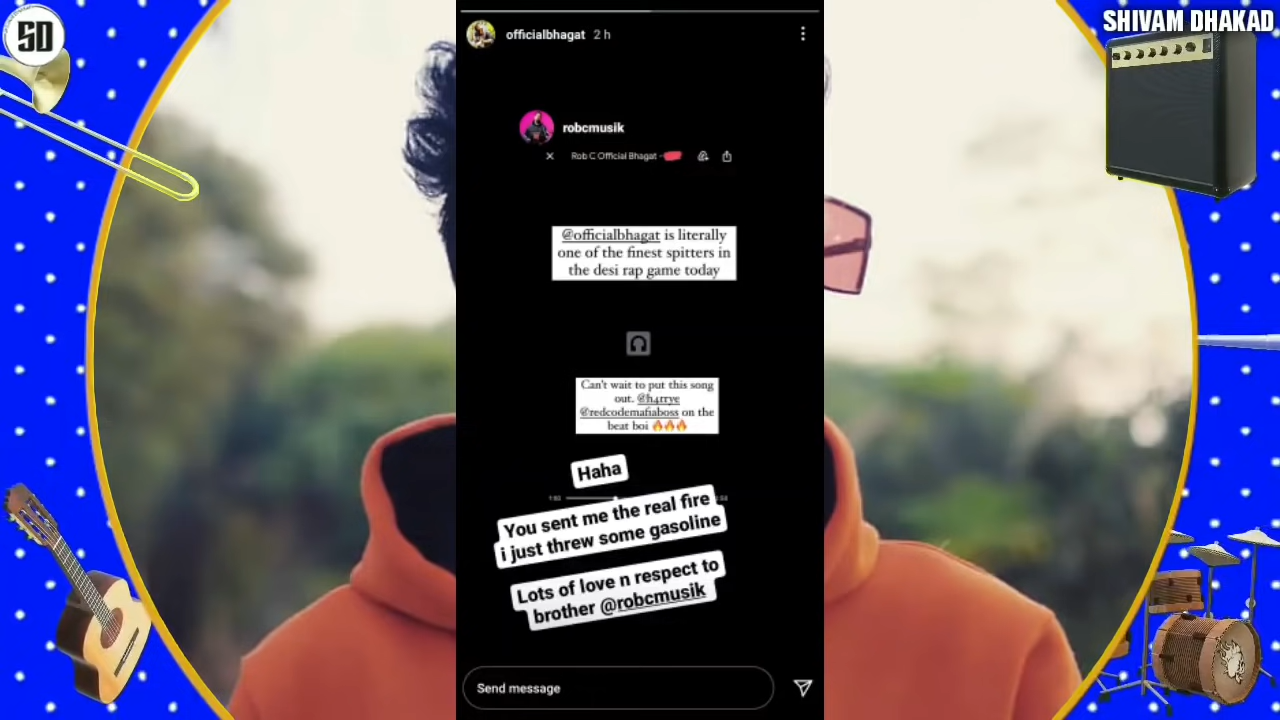 SD
SHIVAM DHAKAD
officialbhagat 2 h
robcmusik
Rob C Official Bhagat -
@officialbhagat is literally
one of the finest spitters in
the desi rap game today
Can't wait to put this song
out. @h4rrye
@redcodemafiaboss on the
beat boi 🔥🔥🔥
Haha
You sent me the real fire
i just threw some gasoline
Lots of love n respect to
brother @robcmusik
Send message